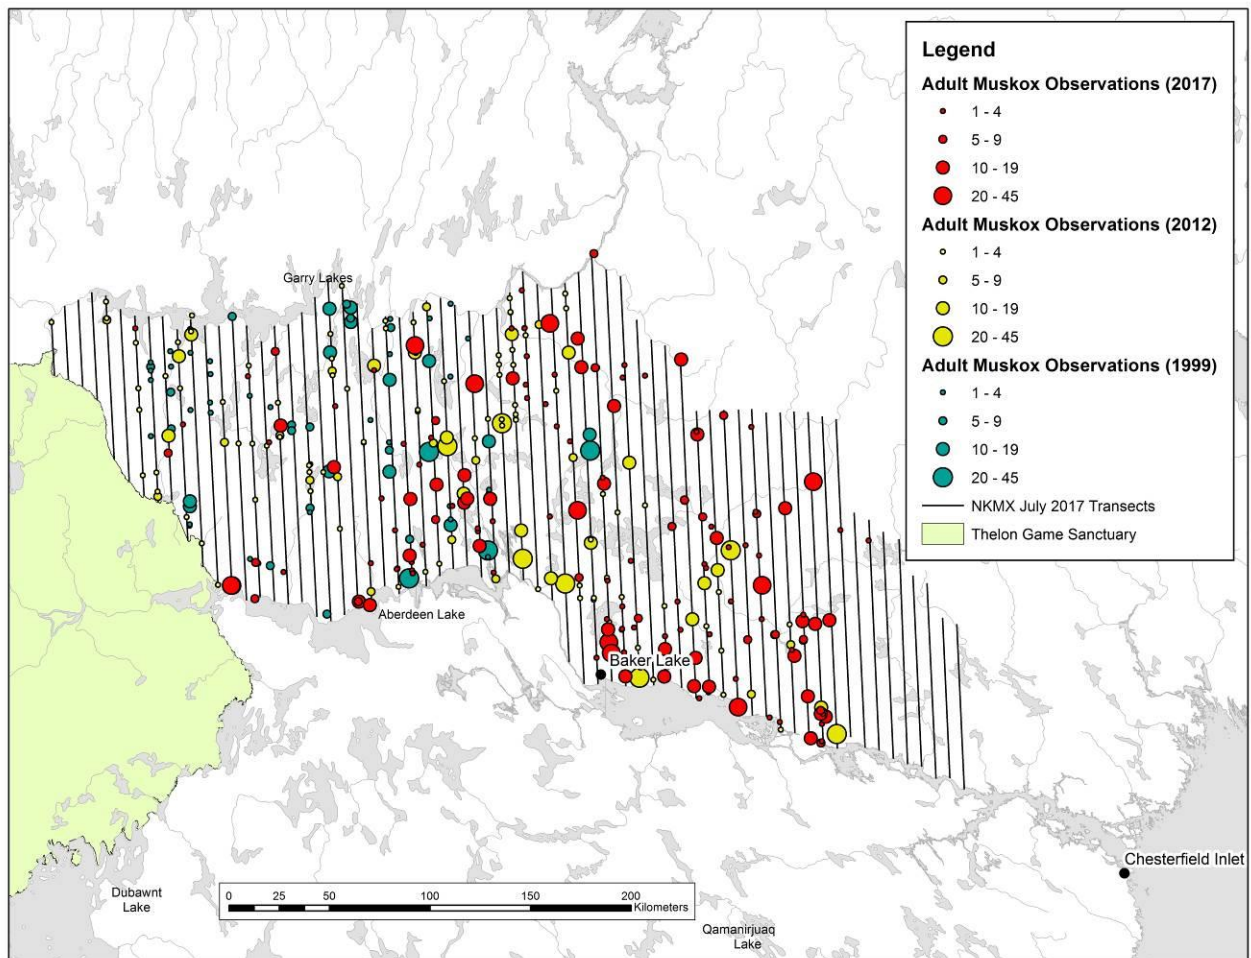 Legend
Adult Muskox Observations (2017)
1 - 4
5 - 9
10 - 19
20 - 45
Adult Muskox Observations (2012)
1 - 4
5 - 9
10 - 19
20 - 45
Adult Muskox Observations (1999)
1 - 4
5 - 9
10 - 19
20 - 45
NKMX July 2017 Transects
Thelon Game Sanctuary
Garry Lakes
Aberdeen Lake
Baker Lake
Chesterfield Inlet
Dubawnt
Lake
0 25 50 100 150 200
Kilometers
Qamanirjuaq
Lake